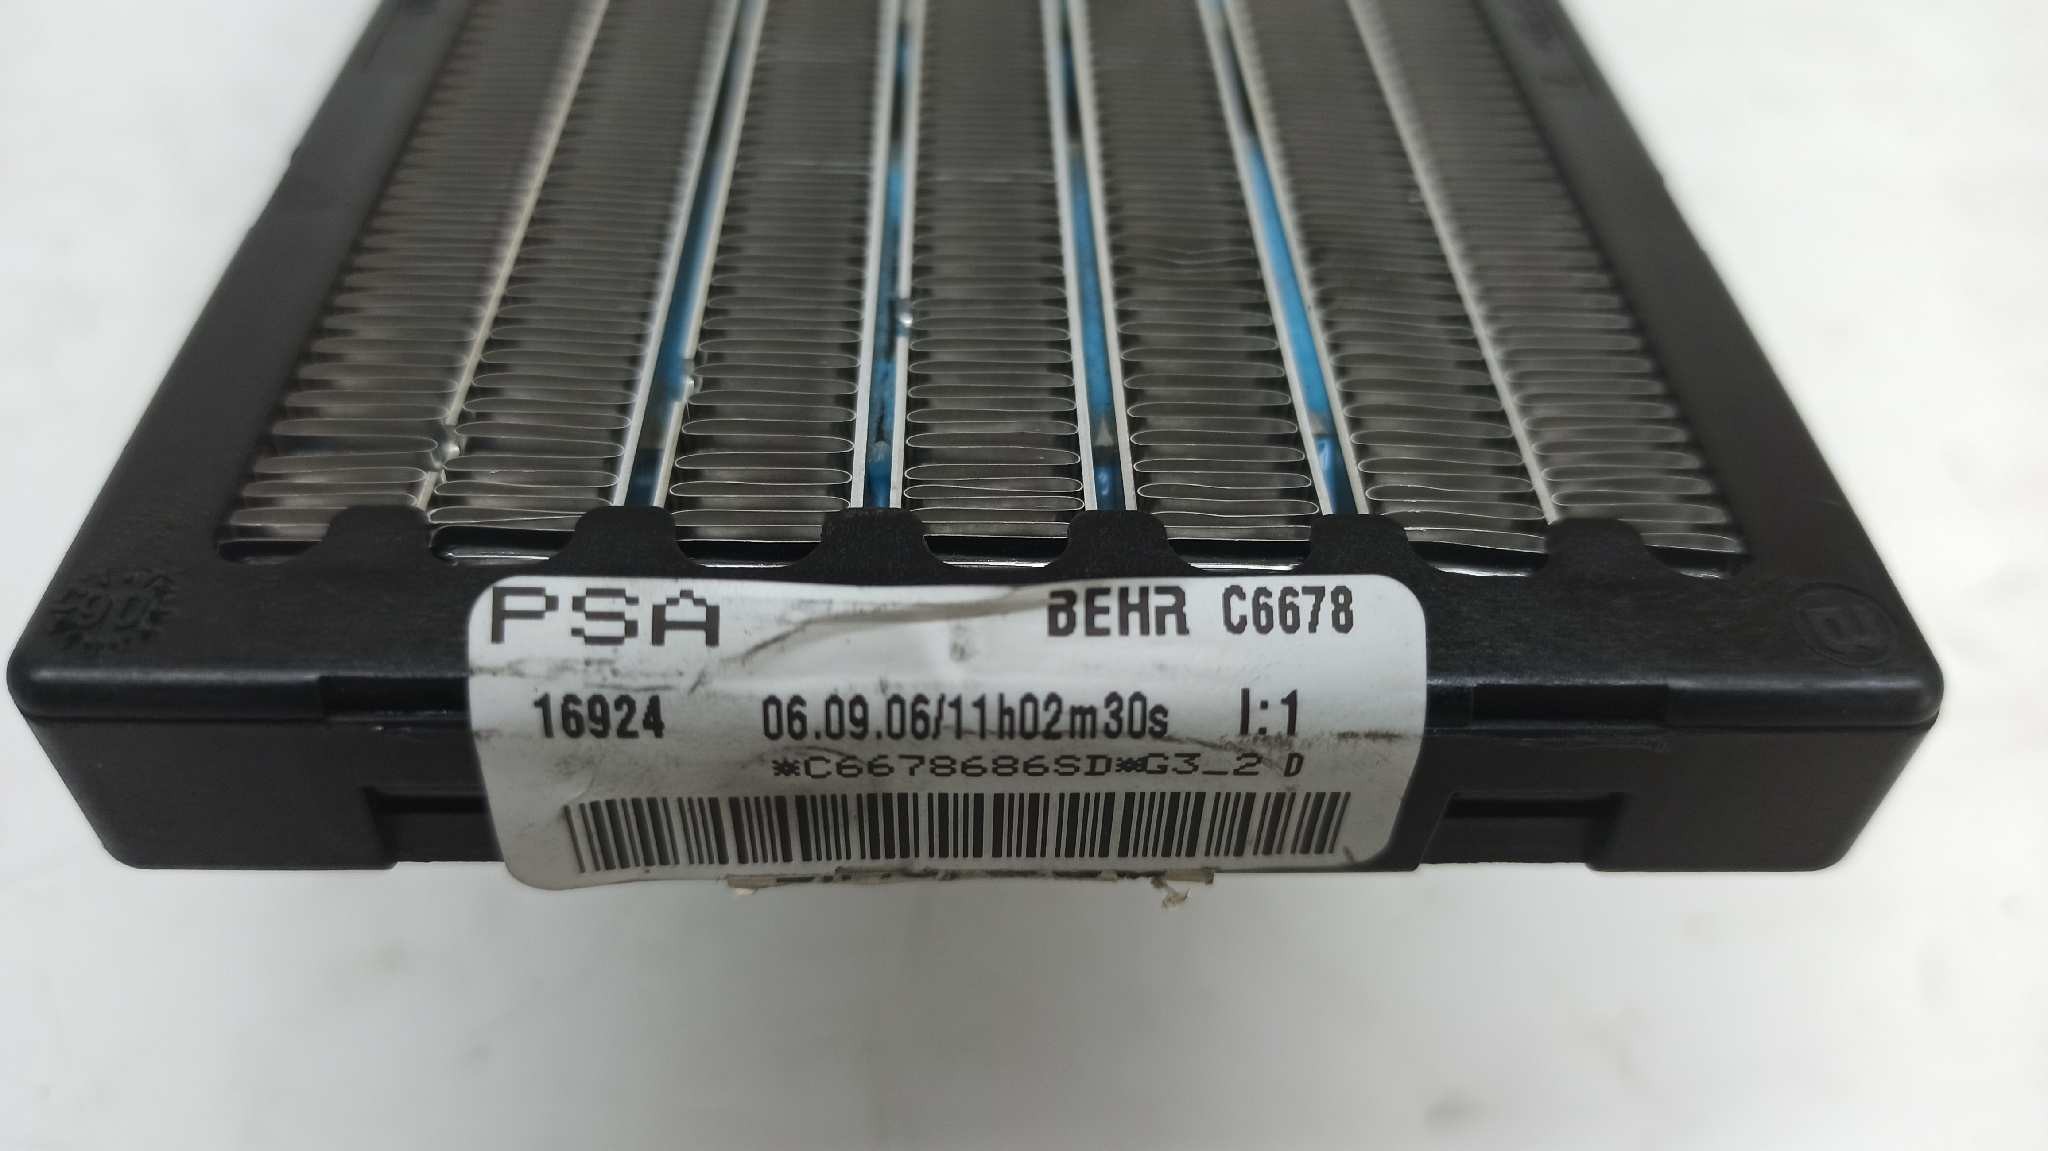 PSA BEHR C6678
16924 06.09.06/11h02m30s I:1
*C6678686SD*G3_2 D